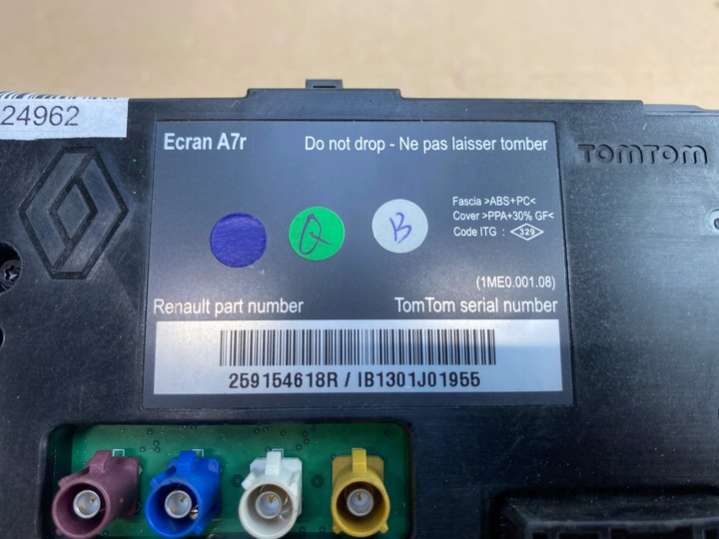 24962
Ecran A7r
Do not drop - Ne pas laisser tomber
TOMTOM
Fascia >ABS+PC<
Cover >PPA+30% GF<
Code ITG : 329
Q
B
(1ME0.001.08)
Renault part number
TomTom serial number
259154618R / IB1301J01955